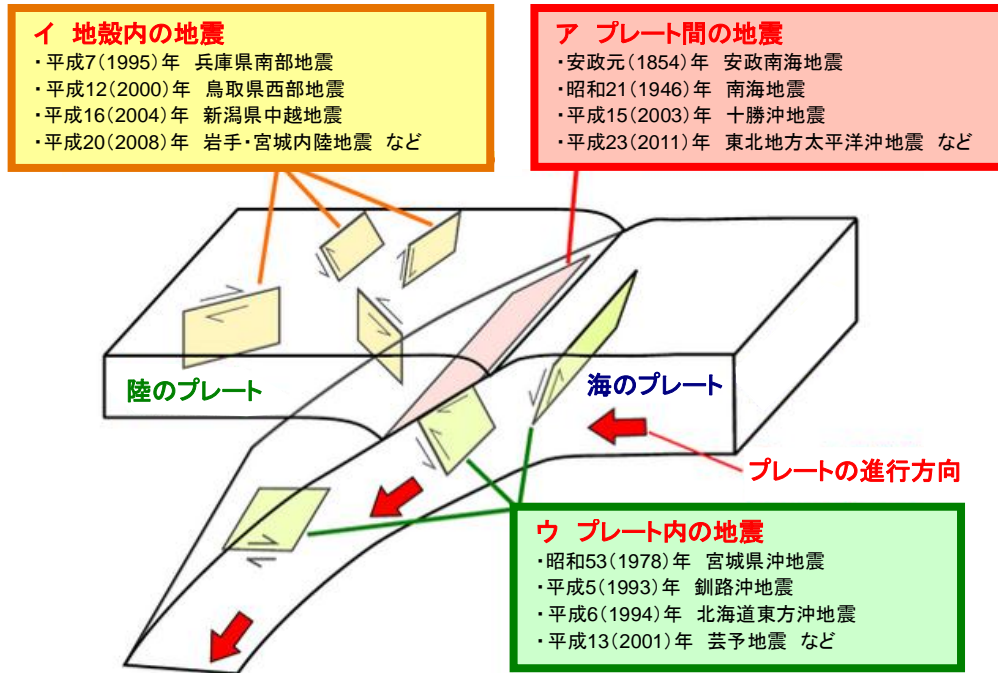 イ 地殻内の地震
・平成7(1995)年 兵庫県南部地震
・平成12(2000)年 鳥取県西部地震
・平成16(2004)年 新潟県中越地震
・平成20(2008)年 岩手・宮城内陸地震 など
ア プレート間の地震
・安政元(1854)年 安政南海地震
・昭和21(1946)年 南海地震
・平成15(2003)年 十勝沖地震
・平成23(2011)年 東北地方太平洋沖地震 など
陸のプレート
海のプレート
プレートの進行方向
ウ プレート内の地震
・昭和53(1978)年 宮城県沖地震
・平成5(1993)年 釧路沖地震
・平成6(1994)年 北海道東方沖地震
・平成13(2001)年 芸予地震 など